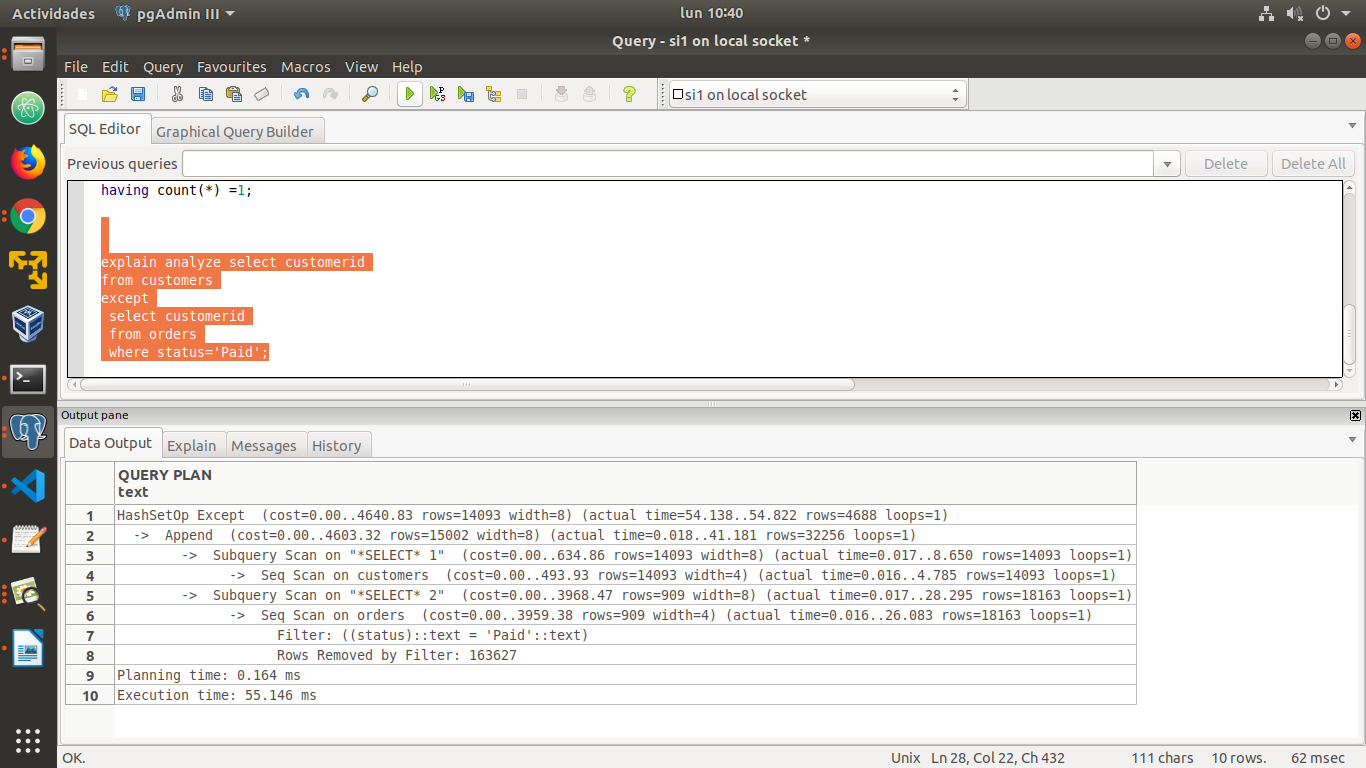 Actividades pgAdmin III lun 10:40
Query - si1 on local socket *
File Edit Query Favourites Macros View Help
si1 on local socket
SQL Editor Graphical Query Builder
Previous queries Delete Delete All
having count(*) =1;
explain analyze select customerid
from customers
except
select customerid
from orders
where status='Paid';
Output pane
Data Output Explain Messages History
QUERY PLAN
text
1 HashSetOp Except (cost=0.00..4640.83 rows=14093 width=8) (actual time=54.138..54.822 rows=4688 loops=1)
2 -> Append (cost=0.00..4603.32 rows=15002 width=8) (actual time=0.018..41.181 rows=32256 loops=1)
3 -> Subquery Scan on "*SELECT* 1" (cost=0.00..634.86 rows=14093 width=8) (actual time=0.017..8.650 rows=14093 loops=1)
4 -> Seq Scan on customers (cost=0.00..493.93 rows=14093 width=4) (actual time=0.016..4.785 rows=14093 loops=1)
5 -> Subquery Scan on "*SELECT* 2" (cost=0.00..3968.47 rows=909 width=8) (actual time=0.017..28.295 rows=18163 loops=1)
6 -> Seq Scan on orders (cost=0.00..3959.38 rows=909 width=4) (actual time=0.016..26.083 rows=18163 loops=1)
7 Filter: ((status)::text = 'Paid'::text)
8 Rows Removed by Filter: 163627
9 Planning time: 0.164 ms
10 Execution time: 55.146 ms
OK. Unix Ln 28, Col 22, Ch 432 111 chars 10 rows. 62 msec